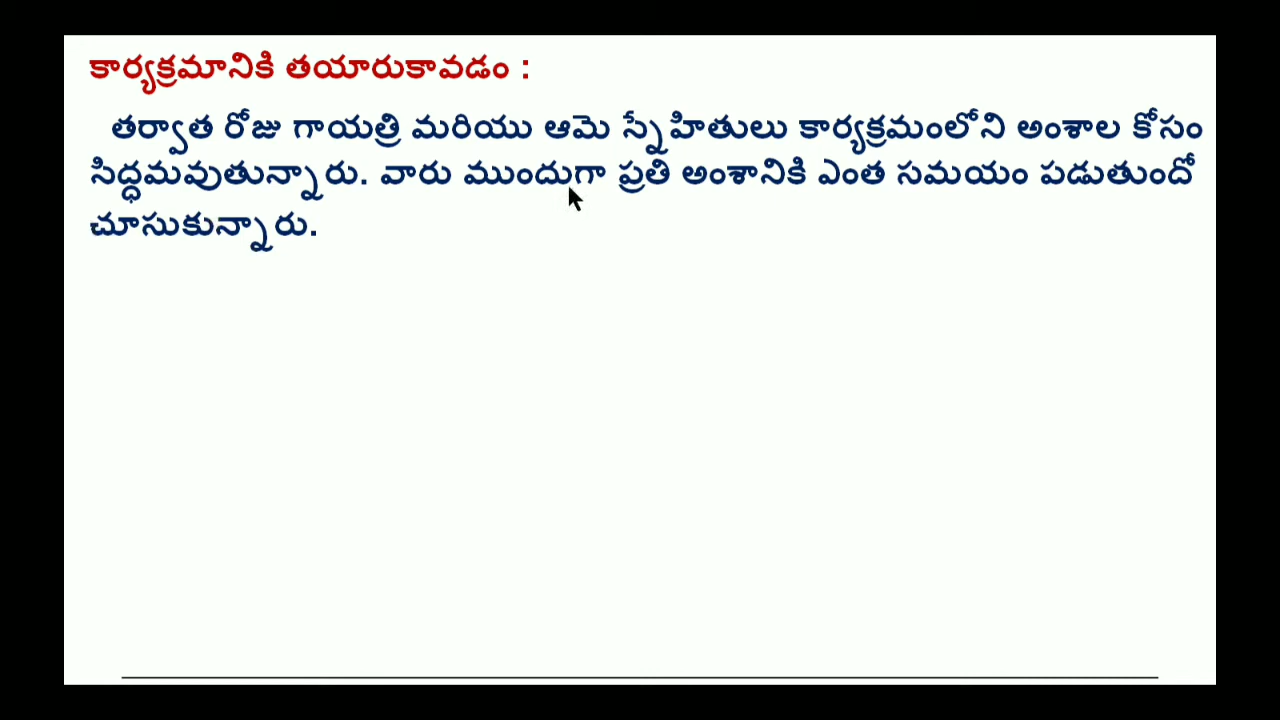 కార్యక్రమానికి తయారుకావడం :
తర్వాత రోజు గాయత్రి మరియు ఆమె స్నేహితులు కార్యక్రమంలోని అంశాల కోసం
సిద్ధమవుతున్నారు. వారు ముందుగా ప్రతి అంశానికి ఎంత సమయం పడుతుందో
చూసుకున్నారు.